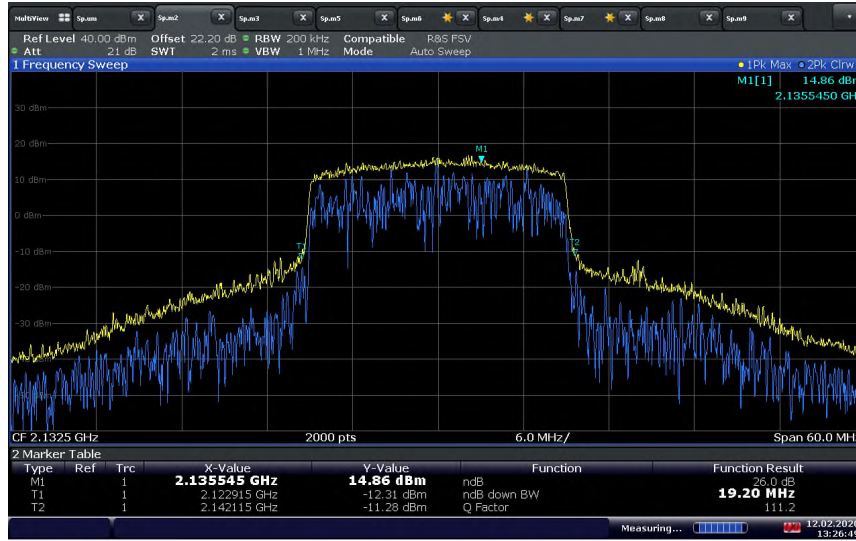 MultiView Sp.um X Sp.m2 X Sp.m3 X Sp.m5 X Sp.m6 X Sp.m4 X Sp.m7 X Sp.m8 X Sp.m9 X
Ref Level 40.00 dBm Offset 22.20 dB RBW 200 kHz Compatible R&S FSV
Att 21 dB SWT 2 ms VBW 1 MHz Mode Auto Sweep
1 Frequency Sweep 1Pk Max 2Pk Clrw
M1[1] 14.86 dBm
2.1355450 GH
30 dBm
20 dBm
M1
10 dBm
0 dBm
T1 T2
-10 dBm
-20 dBm
-30 dBm
CF 2.1325 GHz 2000 pts 6.0 MHz/ Span 60.0 MHz
2 Marker Table
Type Ref Trc X-Value Y-Value Function Function Result
M1 1 2.135545 GHz 14.86 dBm ndB 26.0 dB
T1 1 2.122915 GHz -12.31 dBm ndB down BW 19.20 MHz
T2 1 2.142115 GHz -11.28 dBm Q Factor 111.2
Measuring... 12.02.202
13:26:4